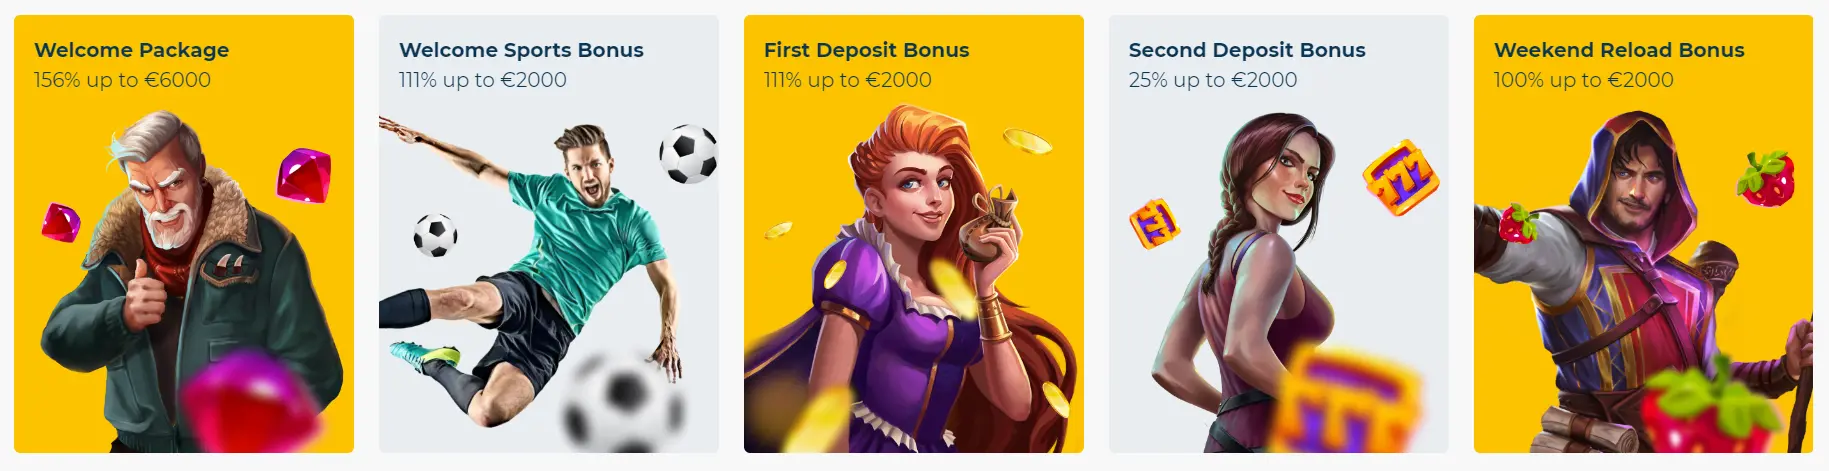 Welcome Package
156% up to €6000
Welcome Sports Bonus
111% up to €2000
First Deposit Bonus
111% up to €2000
Second Deposit Bonus
25% up to €2000
Weekend Reload Bonus
100% up to €2000
777